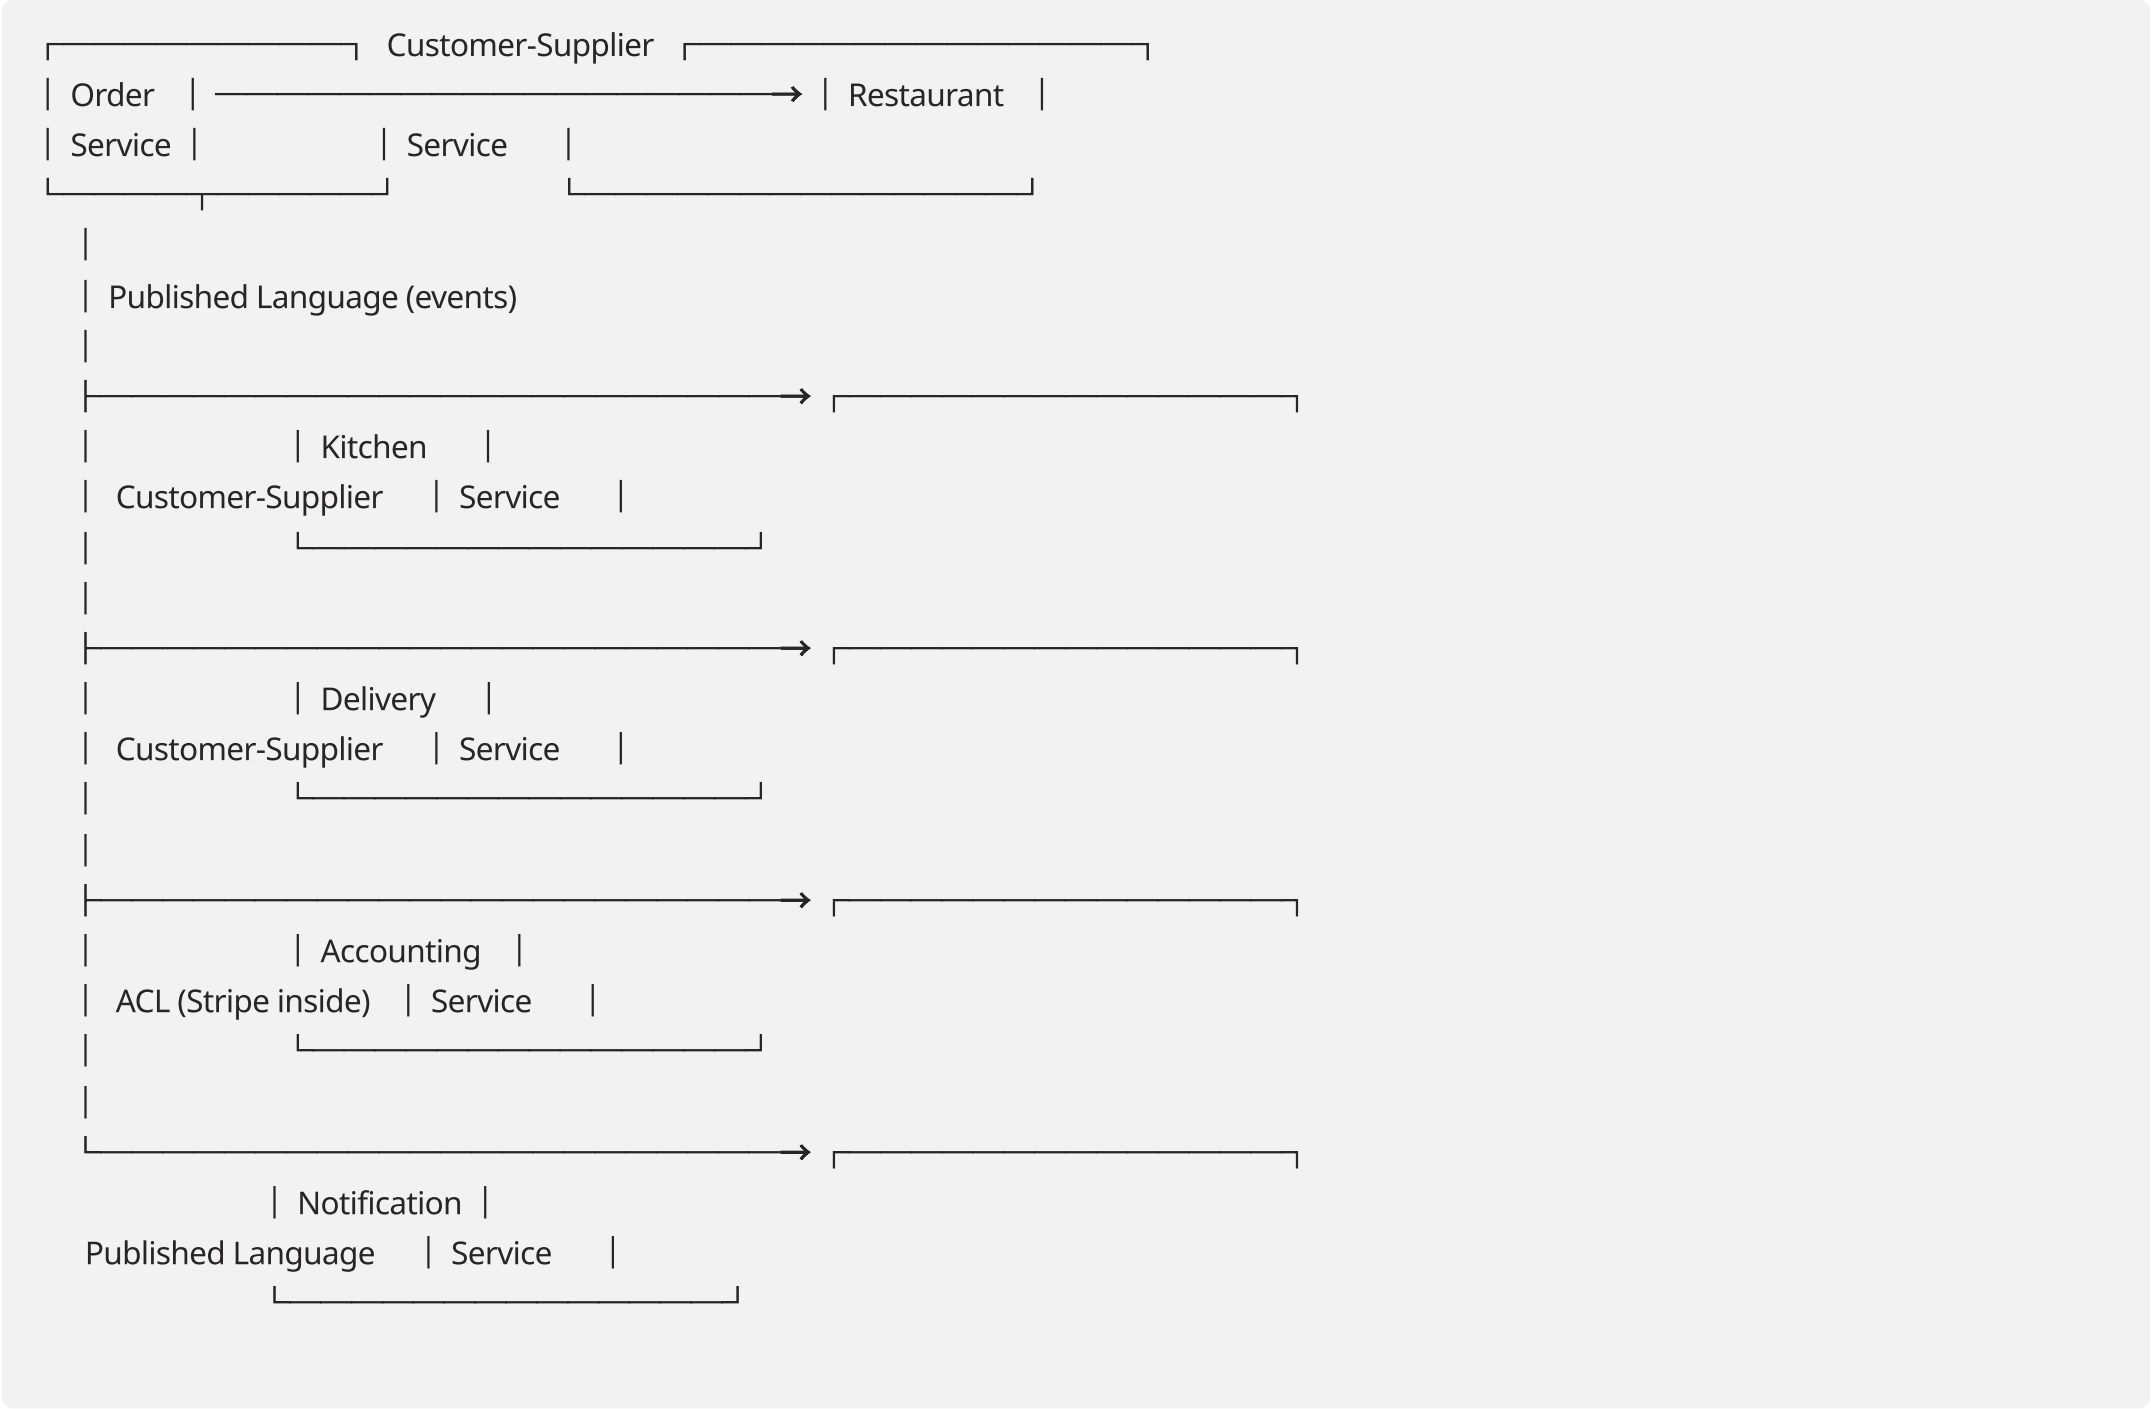 Customer-Supplier
Order Restaurant
Service Service
Published Language (events)
Kitchen
Customer-Supplier Service
Delivery
Customer-Supplier Service
Accounting
ACL (Stripe inside) Service
Notification
Published Language Service